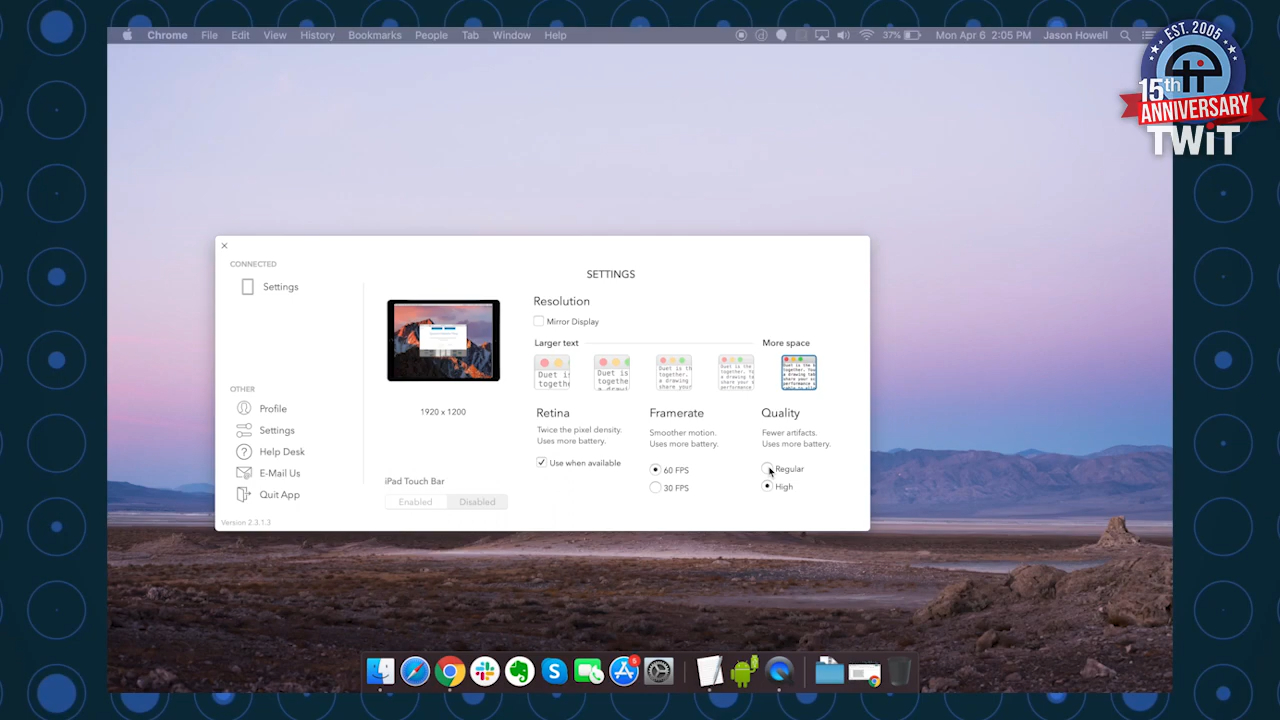 Chrome File Edit View History Bookmarks People Tab Window Help
37% Mon Apr 6 2:05 PM Jason Howell
EST. 2005
15th
ANNIVERSARY
TWiT
CONNECTED
Settings
SETTINGS
Resolution
Mirror Display
Larger text More space
1920 x 1200
Retina
Twice the pixel density.
Uses more battery.
Use when available
Framerate
Smoother motion.
Uses more battery.
60 FPS
30 FPS
Quality
Fewer artifacts.
Uses more battery.
Regular
High
iPad Touch Bar
Enabled Disabled
OTHER
Profile
Settings
Help Desk
E-Mail Us
Quit App
Version 2.3.1.3